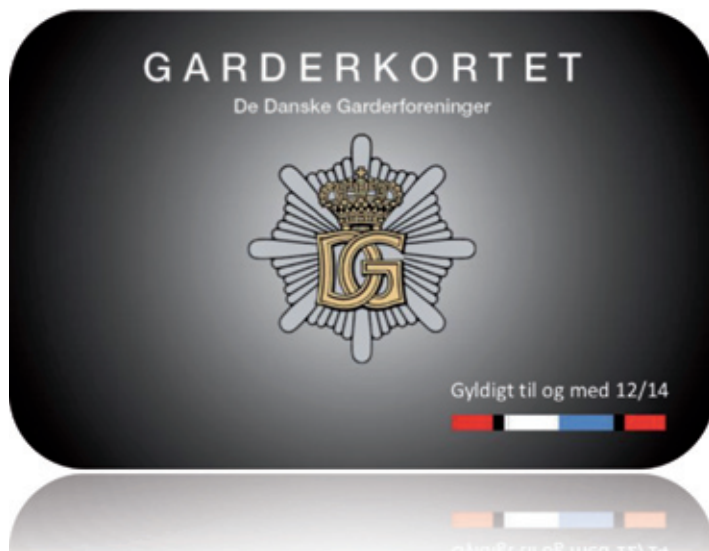 GARDERKORTET
De Danske Garderforeninger
DG
Gyldigt til og med 12/14